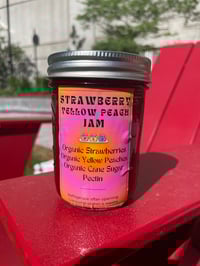 STRAWBERRY
YELLOW PEACH
JAM
Organic Strawberries
Organic Yellow Peaches
Organic Cane Sugar
Pectin